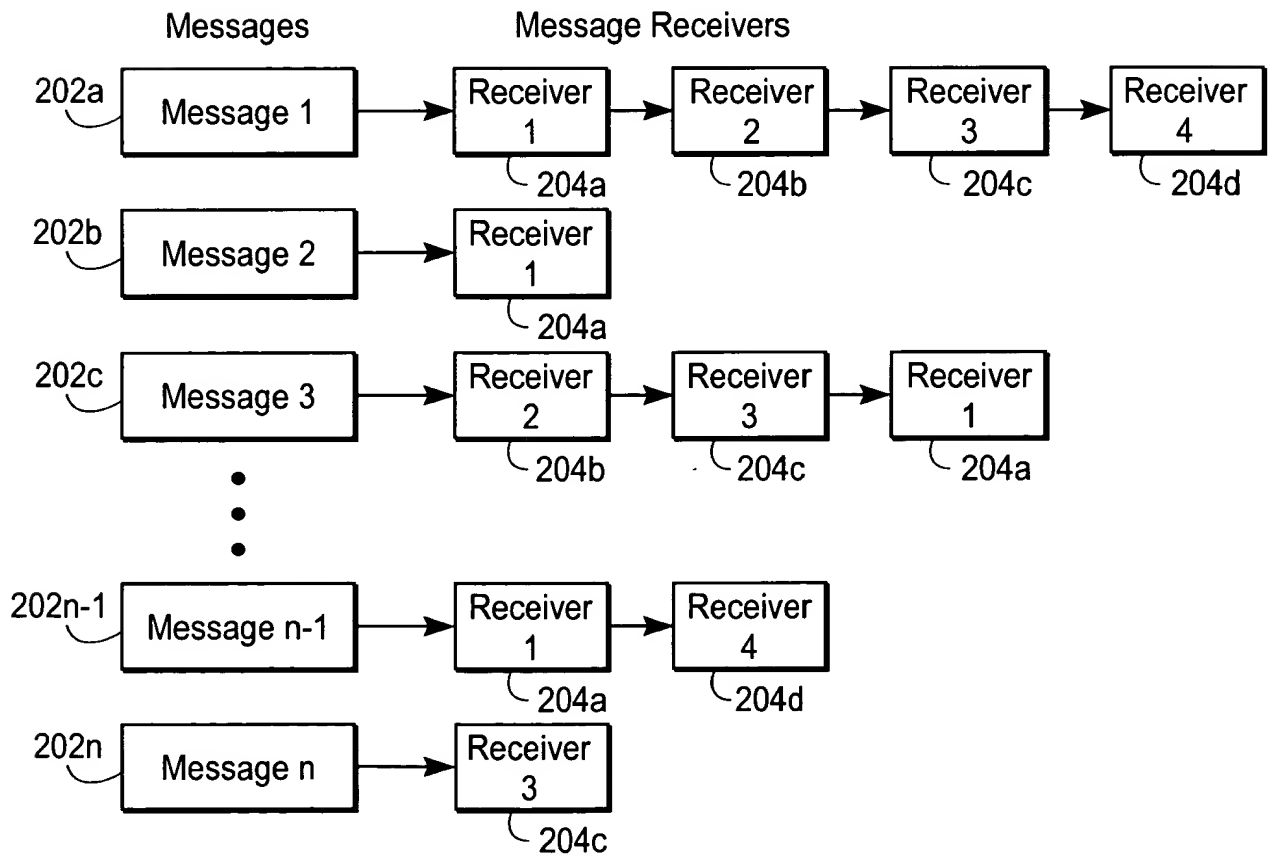 Messages
Message Receivers
202a
Message 1
Receiver
1
Receiver
2
Receiver
3
Receiver
4
204a
204b
204c
204d
202b
Message 2
Receiver
1
204a
202c
Message 3
Receiver
2
Receiver
3
Receiver
1
204b
204c
204a
202n-1
Message n-1
Receiver
1
Receiver
4
204a
204d
202n
Message n
Receiver
3
204c